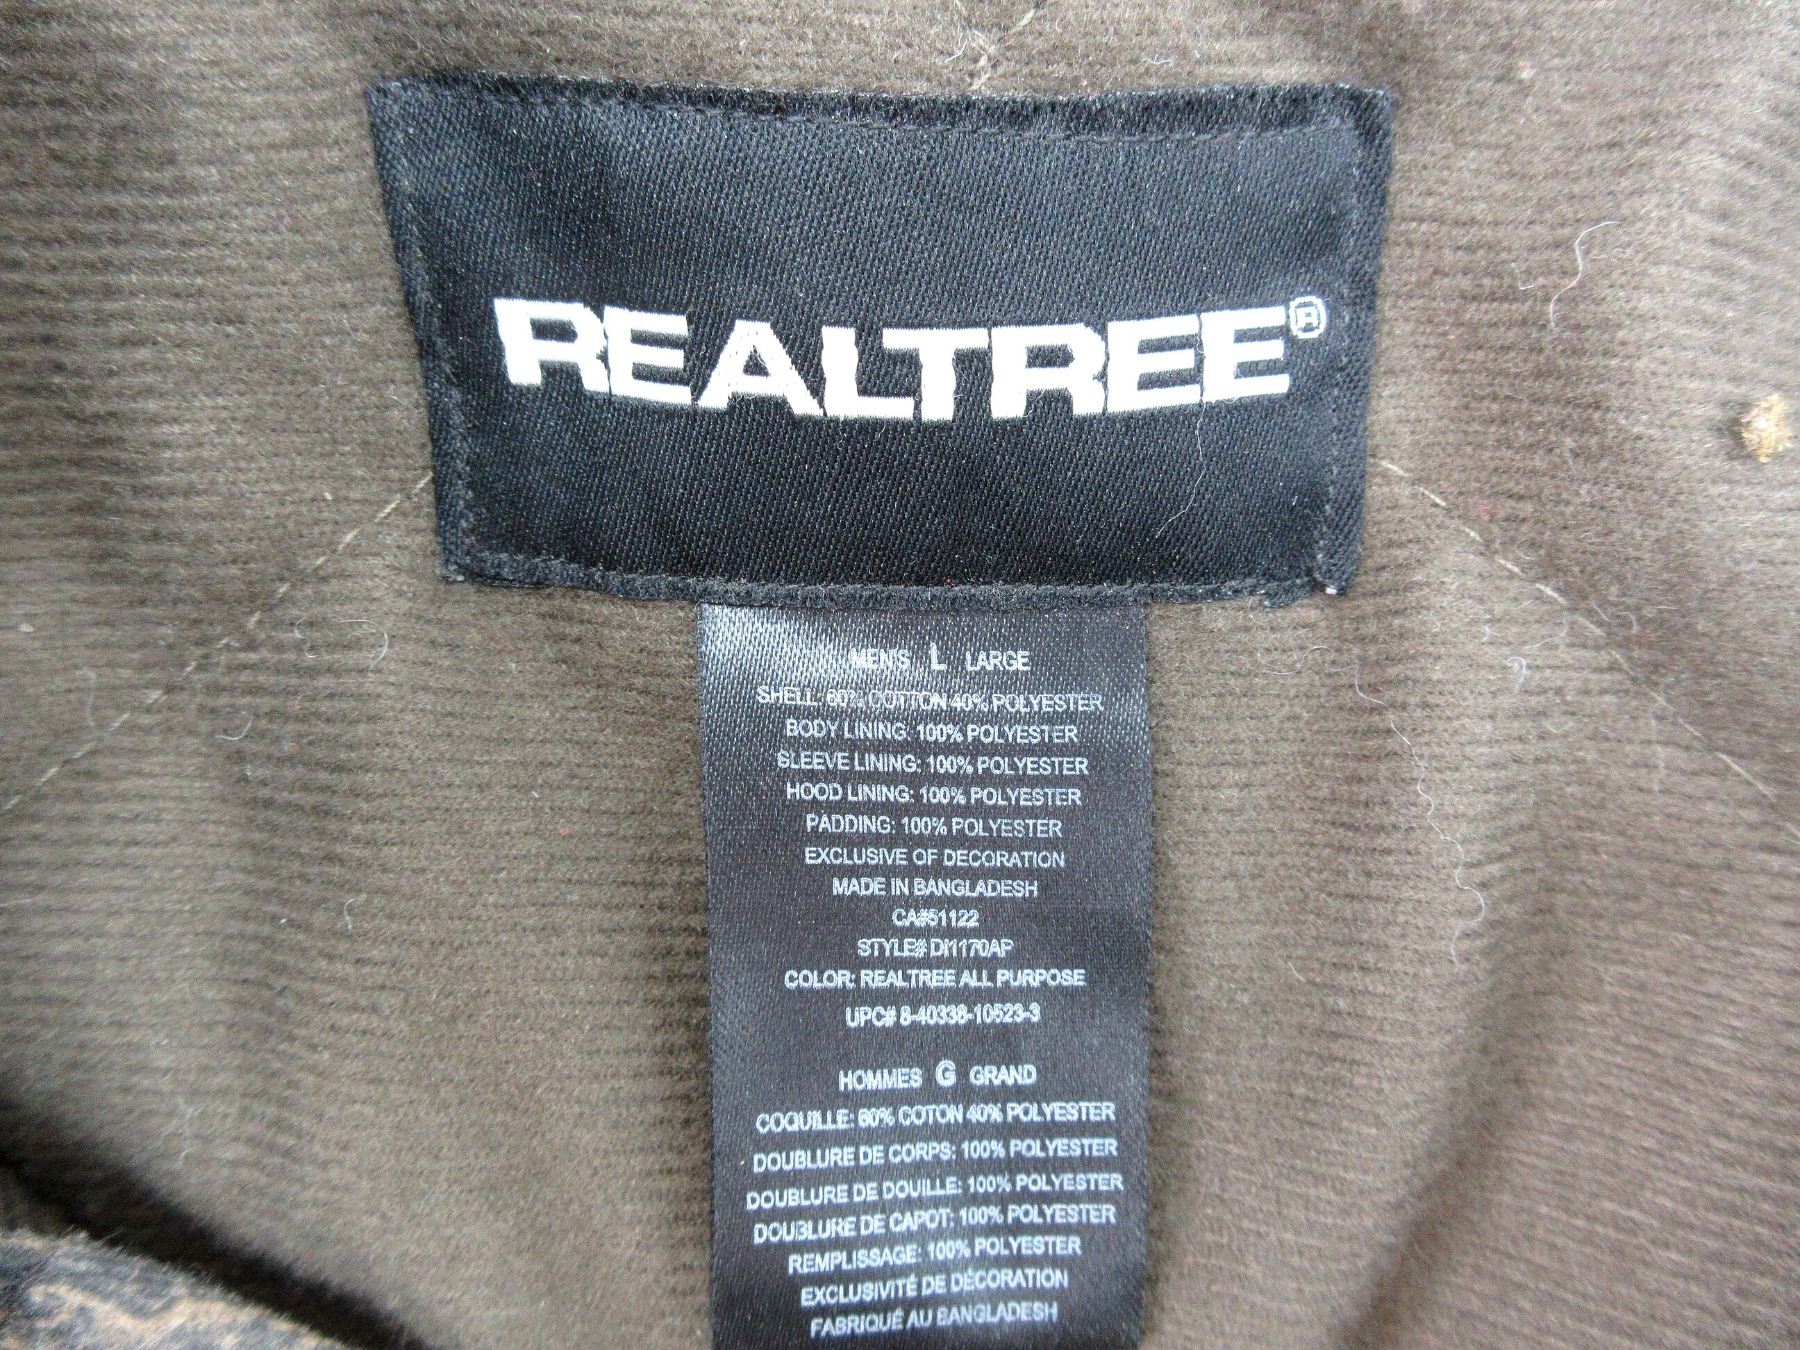 REALTREE®
MEN'S L LARGE
SHELL: 60% COTTON 40% POLYESTER
BODY LINING: 100% POLYESTER
SLEEVE LINING: 100% POLYESTER
HOOD LINING: 100% POLYESTER
PADDING: 100% POLYESTER
EXCLUSIVE OF DECORATION
MADE IN BANGLADESH
CA#51122
STYLE# DI1170AP
COLOR: REALTREE ALL PURPOSE
UPC# 8-40338-10523-3
HOMMES G GRAND
COQUILLE: 60% COTON 40% POLYESTER
DOUBLURE DE CORPS: 100% POLYESTER
DOUBLURE DE DOUILLE: 100% POLYESTER
DOUBLURE DE CAPOT: 100% POLYESTER
REMPLISSAGE: 100% POLYESTER
EXCLUSIVITÉ DE DÉCORATION
FABRIQUÉ AU BANGLADESH